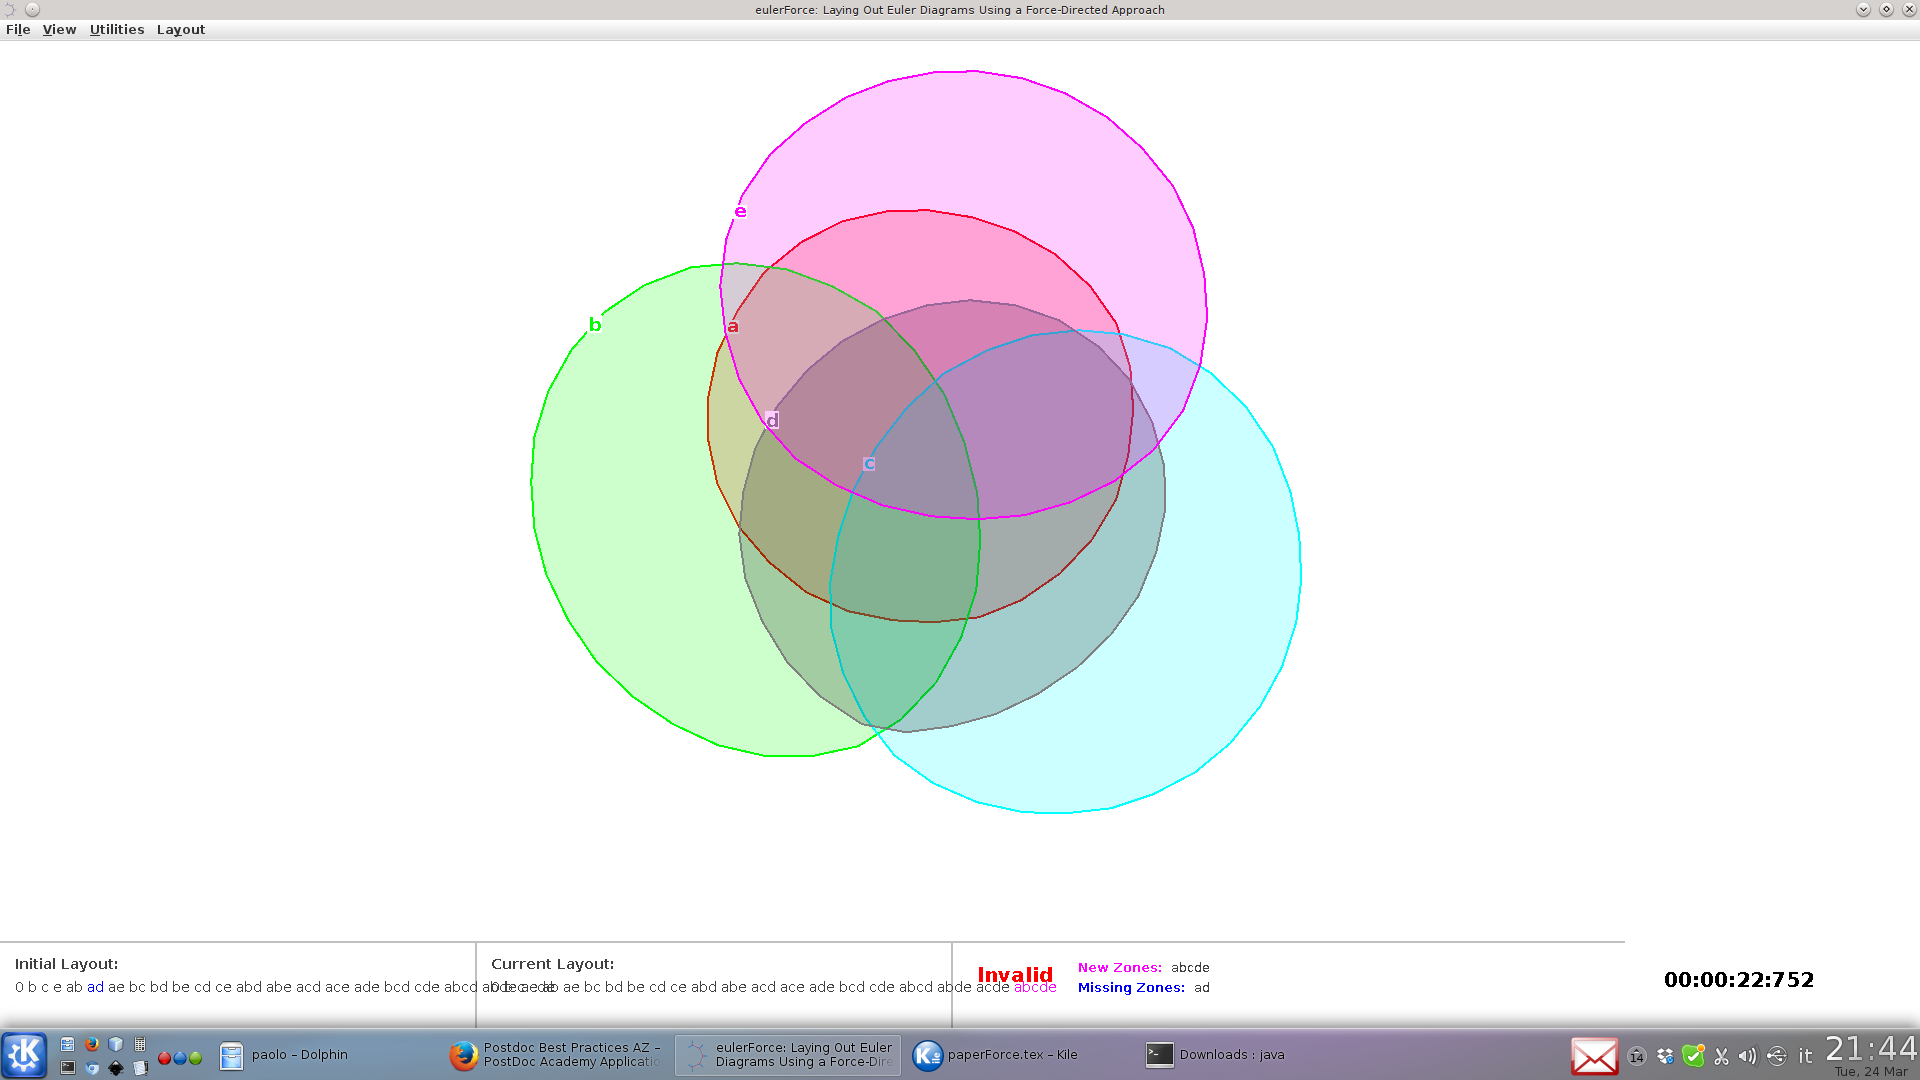 eulerForce: Laying Out Euler Diagrams Using a Force-Directed Approach
File View Utilities Layout
e
b
a
d
c
Initial Layout:
0 b c e ab ad ae bc bd be cd ce abd abe acd ace ade bcd cde abcd
Current Layout:
ae bc bd be cd ce abd abe acd ace ade bcd cde abcd abde acde abcde
Invalid
New Zones: abcde
Missing Zones: ad
00:00:22:752
paolo – Dolphin
Postdoc Best Practices AZ –
PostDoc Academy Applicatio
eulerForce: Laying Out Euler
Diagrams Using a Force-Dire
paperForce.tex – Kile
Downloads : java
14
it
21:44
Tue, 24 Mar